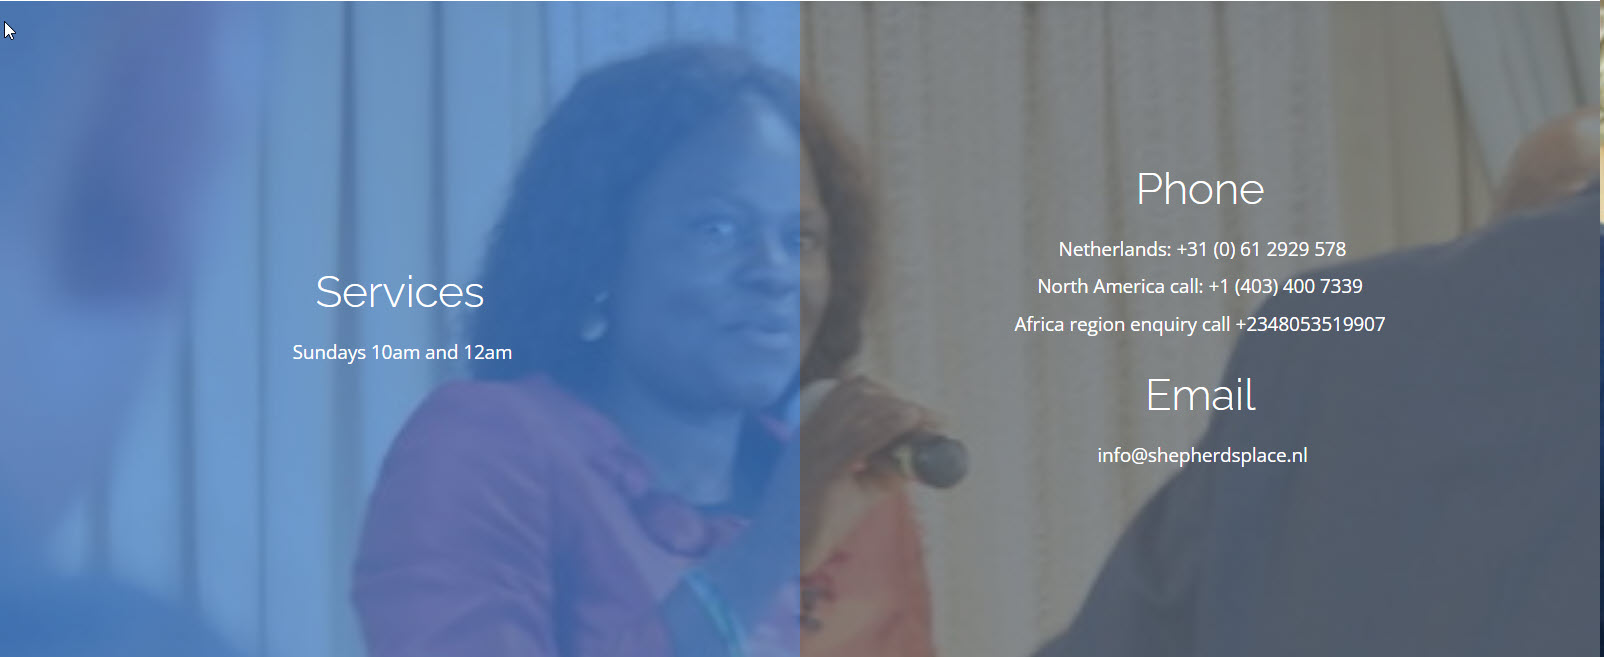 Services
Sundays 10am and 12am
Phone
Netherlands: +31 (0) 61 2929 578
North America call: +1 (403) 400 7339
Africa region enquiry call +2348053519907
Email
info@shepherdsplace.nl